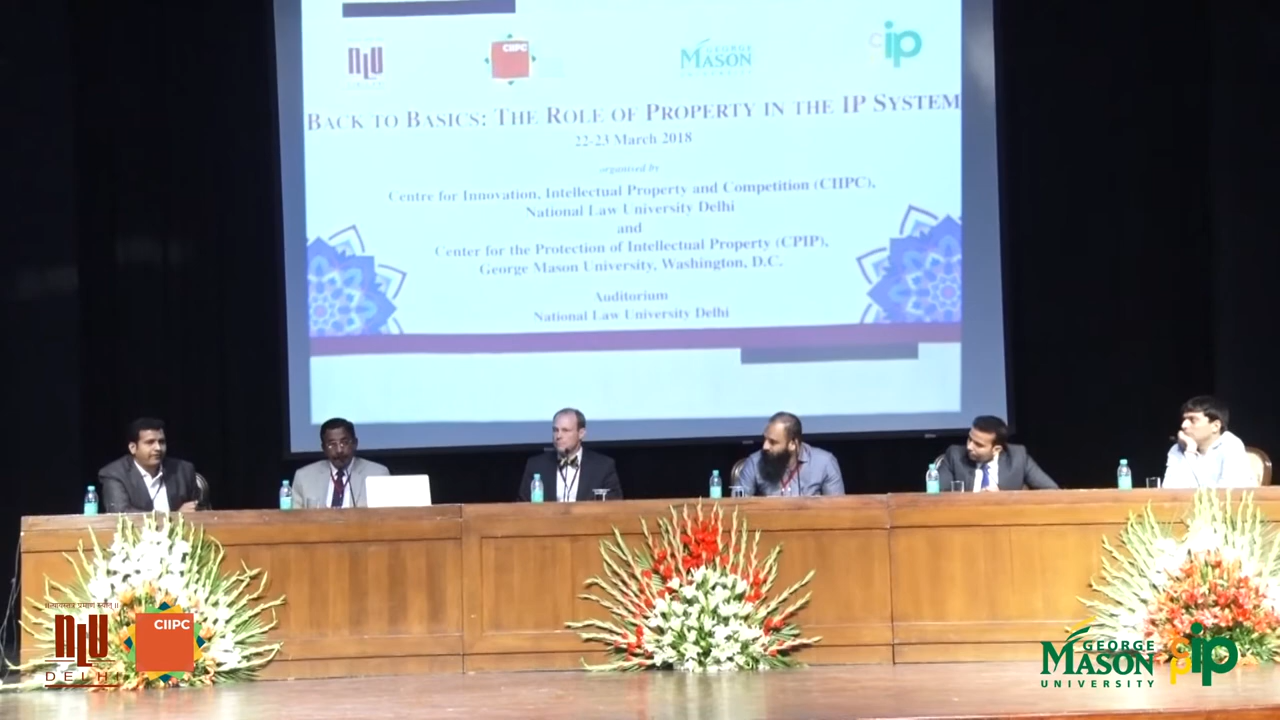 NLU
CIIPC
GEORGE
MASON
UNIVERSITY
cip
BACK TO BASICS: THE ROLE OF PROPERTY IN THE IP SYSTEM
22-23 March 2018
organised by
Centre for Innovation, Intellectual Property and Competition (CIIPC),
National Law University Delhi
and
Center for the Protection of Intellectual Property (CPIP),
George Mason University, Washington, D.C.
Auditorium
National Law University Delhi
NLU
DELHI
CIIPC
GEORGE
MASON
UNIVERSITY
cpip